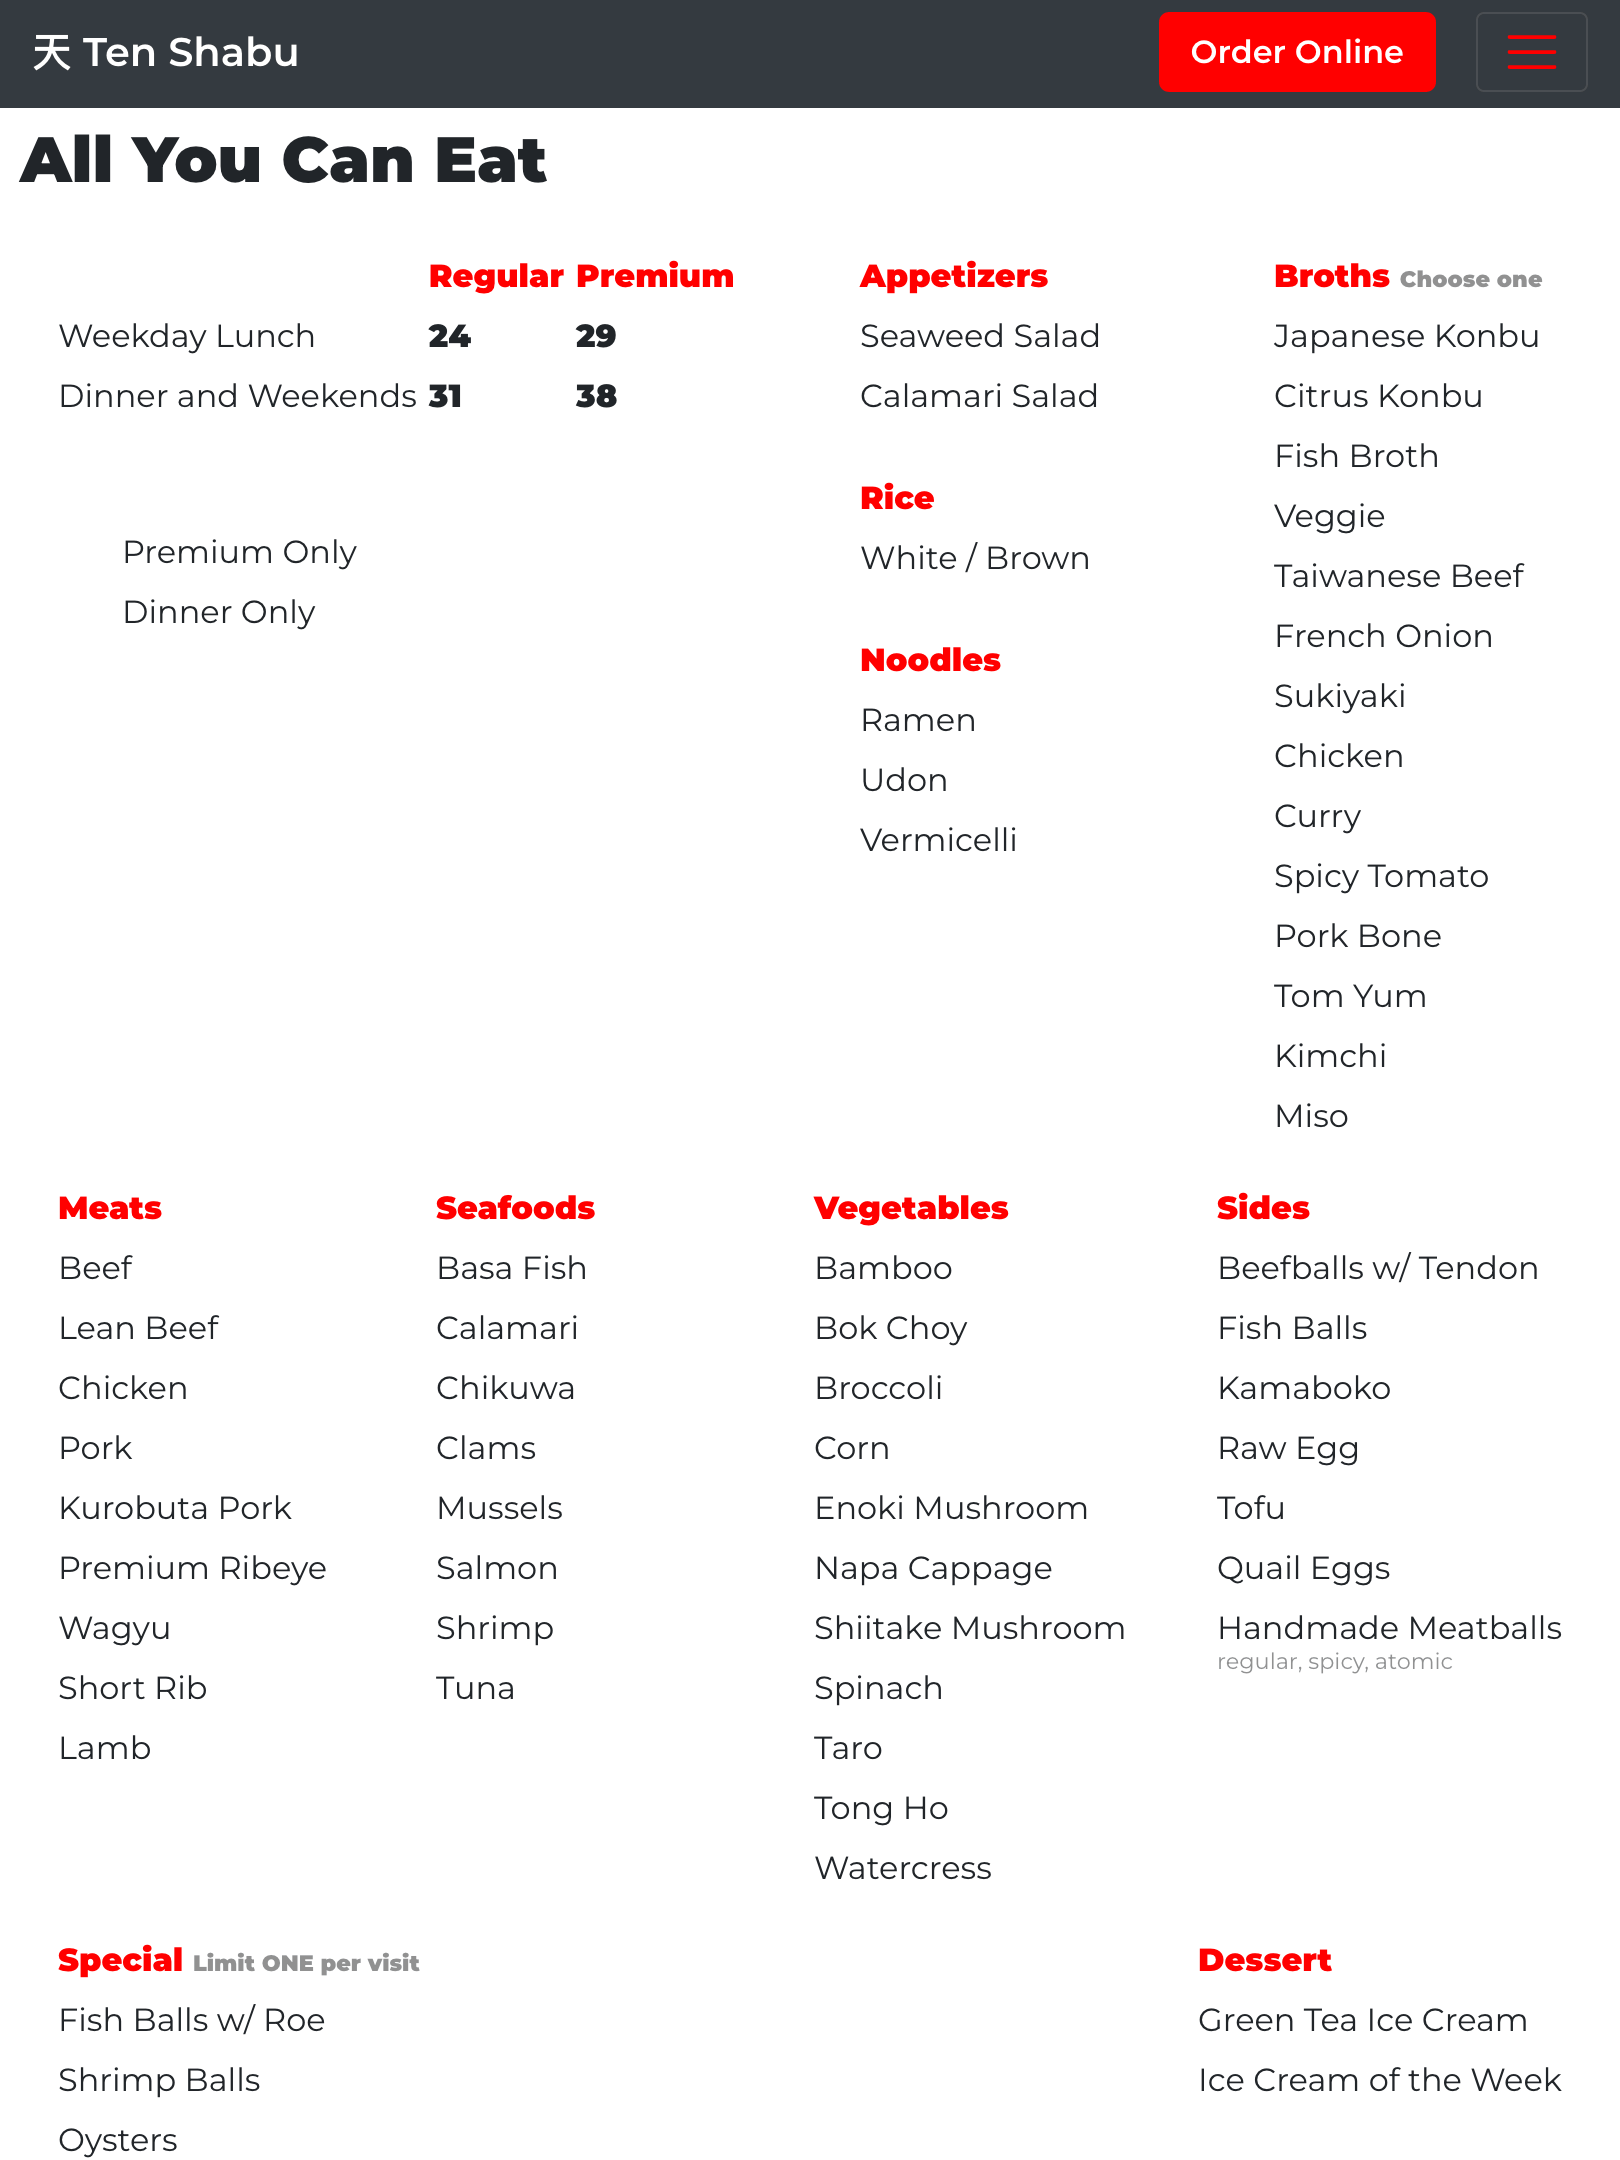 天 Ten Shabu
Order Online
All You Can Eat
Regular Premium
Weekday Lunch 24 29
Dinner and Weekends 31 38
Premium Only
Dinner Only
Appetizers
Seaweed Salad
Calamari Salad
Rice
White / Brown
Noodles
Ramen
Udon
Vermicelli
Broths Choose one
Japanese Konbu
Citrus Konbu
Fish Broth
Veggie
Taiwanese Beef
French Onion
Sukiyaki
Chicken
Curry
Spicy Tomato
Pork Bone
Tom Yum
Kimchi
Miso
Meats
Beef
Lean Beef
Chicken
Pork
Kurobuta Pork
Premium Ribeye
Wagyu
Short Rib
Lamb
Seafoods
Basa Fish
Calamari
Chikuwa
Clams
Mussels
Salmon
Shrimp
Tuna
Vegetables
Bamboo
Bok Choy
Broccoli
Corn
Enoki Mushroom
Napa Cappage
Shiitake Mushroom
Spinach
Taro
Tong Ho
Watercress
Sides
Beefballs w/ Tendon
Fish Balls
Kamaboko
Raw Egg
Tofu
Quail Eggs
Handmade Meatballs
regular, spicy, atomic
Special Limit ONE per visit
Fish Balls w/ Roe
Shrimp Balls
Oysters
Dessert
Green Tea Ice Cream
Ice Cream of the Week